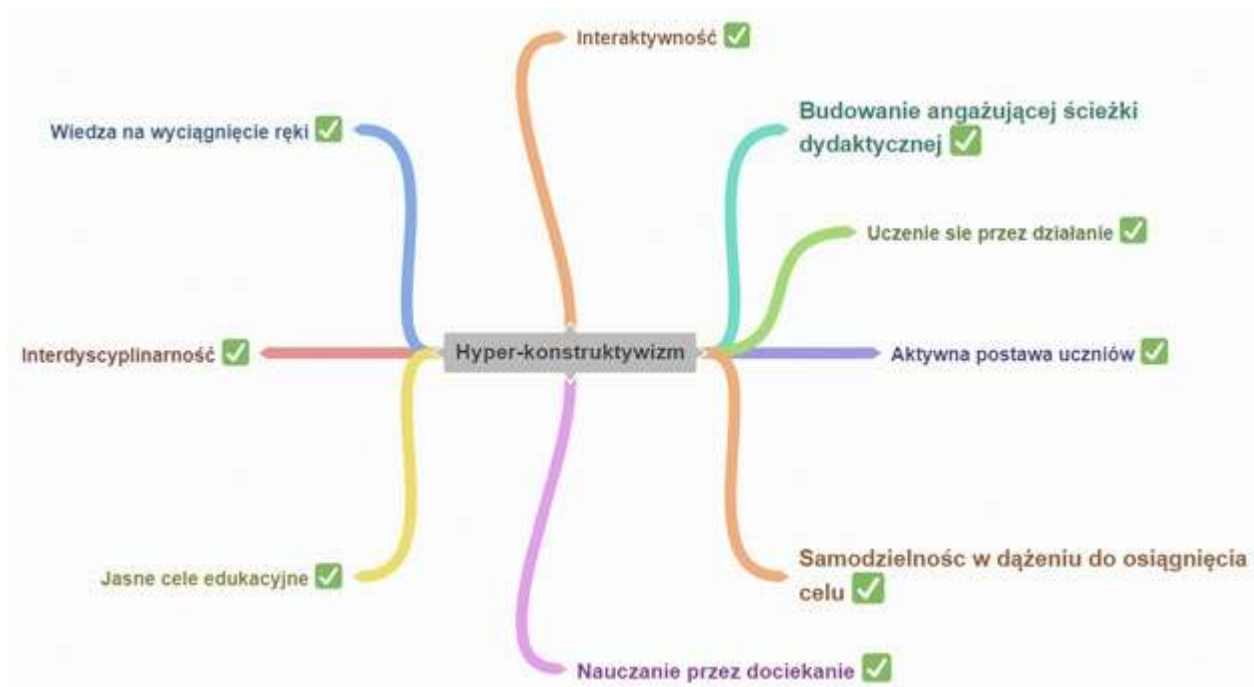 Interaktywność
Wiedza na wyciągnięcie ręki
Budowanie angażującej ścieżki
dydaktycznej
Uczenie sie przez działanie
Interdyscyplinarność
Hyper-konstruktywizm
Aktywna postawa uczniów
Jasne cele edukacyjne
Samodzielnośc w dążeniu do osiągnięcia
celu
Nauczanie przez dociekanie